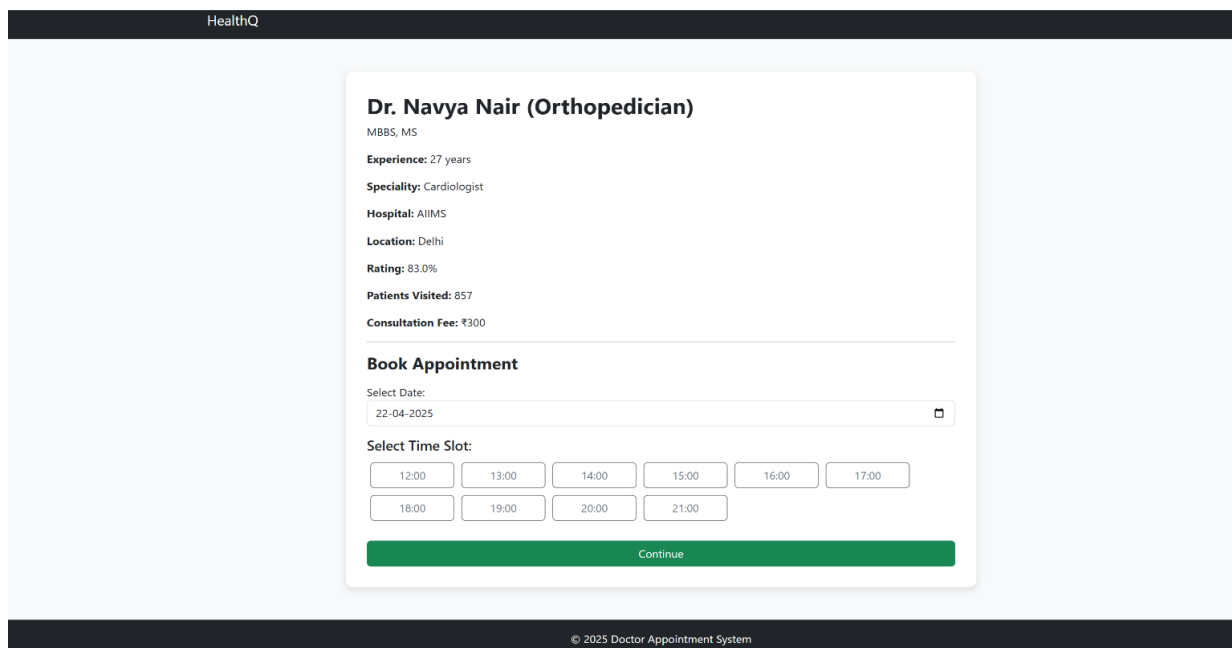 HealthQ
Dr. Navya Nair (Orthopedician)
MBBS, MS
Experience: 27 years
Speciality: Cardiologist
Hospital: AIIMS
Location: Delhi
Rating: 83.0%
Patients Visited: 857
Consultation Fee: ₹300
Book Appointment
Select Date:
22-04-2025
Select Time Slot:
12:00 13:00 14:00 15:00 16:00 17:00
18:00 19:00 20:00 21:00
Continue
© 2025 Doctor Appointment System